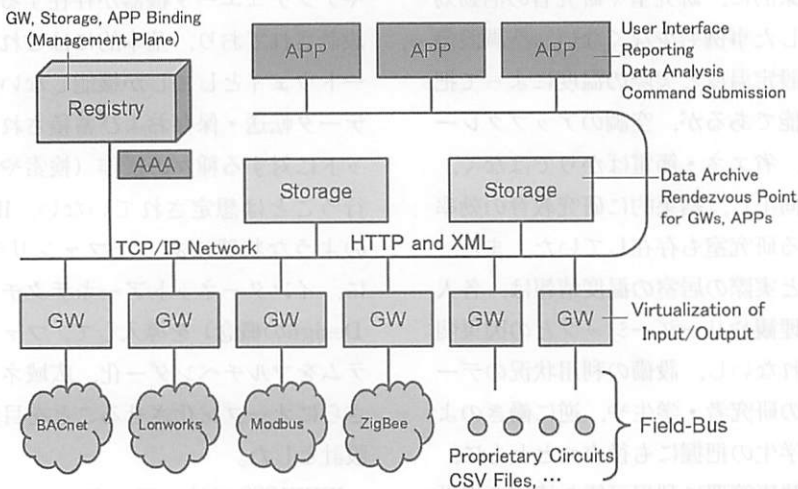 GW, Storage, APP Binding
(Management Plane)
Registry
AAA
APP
APP
APP
User Interface
Reporting
Data Analysis
Command Submission
Storage
Storage
Data Archive
Rendezvous Point
for GWs, APPs
TCP/IP Network
HTTP and XML
GW
GW
GW
GW
GW
GW
Virtualization of
Input/Output
BACnet
Lonworks
Modbus
ZigBee
Field-Bus
Proprietary Circuits
CSV Files, …